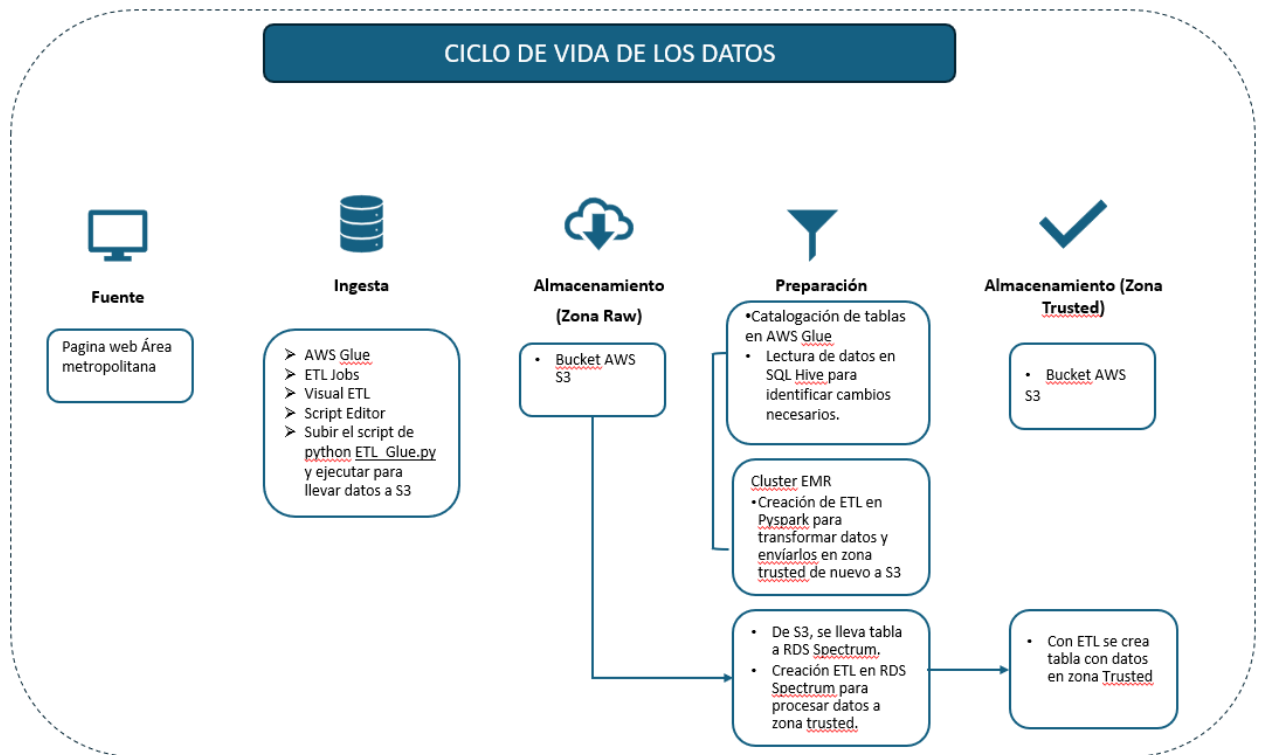 CICLO DE VIDA DE LOS DATOS
Fuente
Pagina web Área
metropolitana
Ingesta
➢ AWS Glue
➢ ETL Jobs
➢ Visual ETL
➢ Script Editor
➢ Subir el script de
python ETL_Glue.py
y ejecutar para
llevar datos a S3
Almacenamiento
(Zona Raw)
• Bucket AWS
S3
Preparación
•Catalogación de tablas
en AWS Glue
• Lectura de datos en
SQL Hive para
identificar cambios
necesarios.
Cluster EMR
•Creación de ETL en
Pyspark para
transformar datos y
envíarlos en zona
trusted de nuevo a S3
• De S3, se lleva tabla
a RDS Spectrum.
• Creación ETL en RDS
Spectrum para
procesar datos a
zona trusted.
Almacenamiento (Zona
Trusted)
• Bucket AWS
S3
• Con ETL se crea
tabla con datos
en zona Trusted